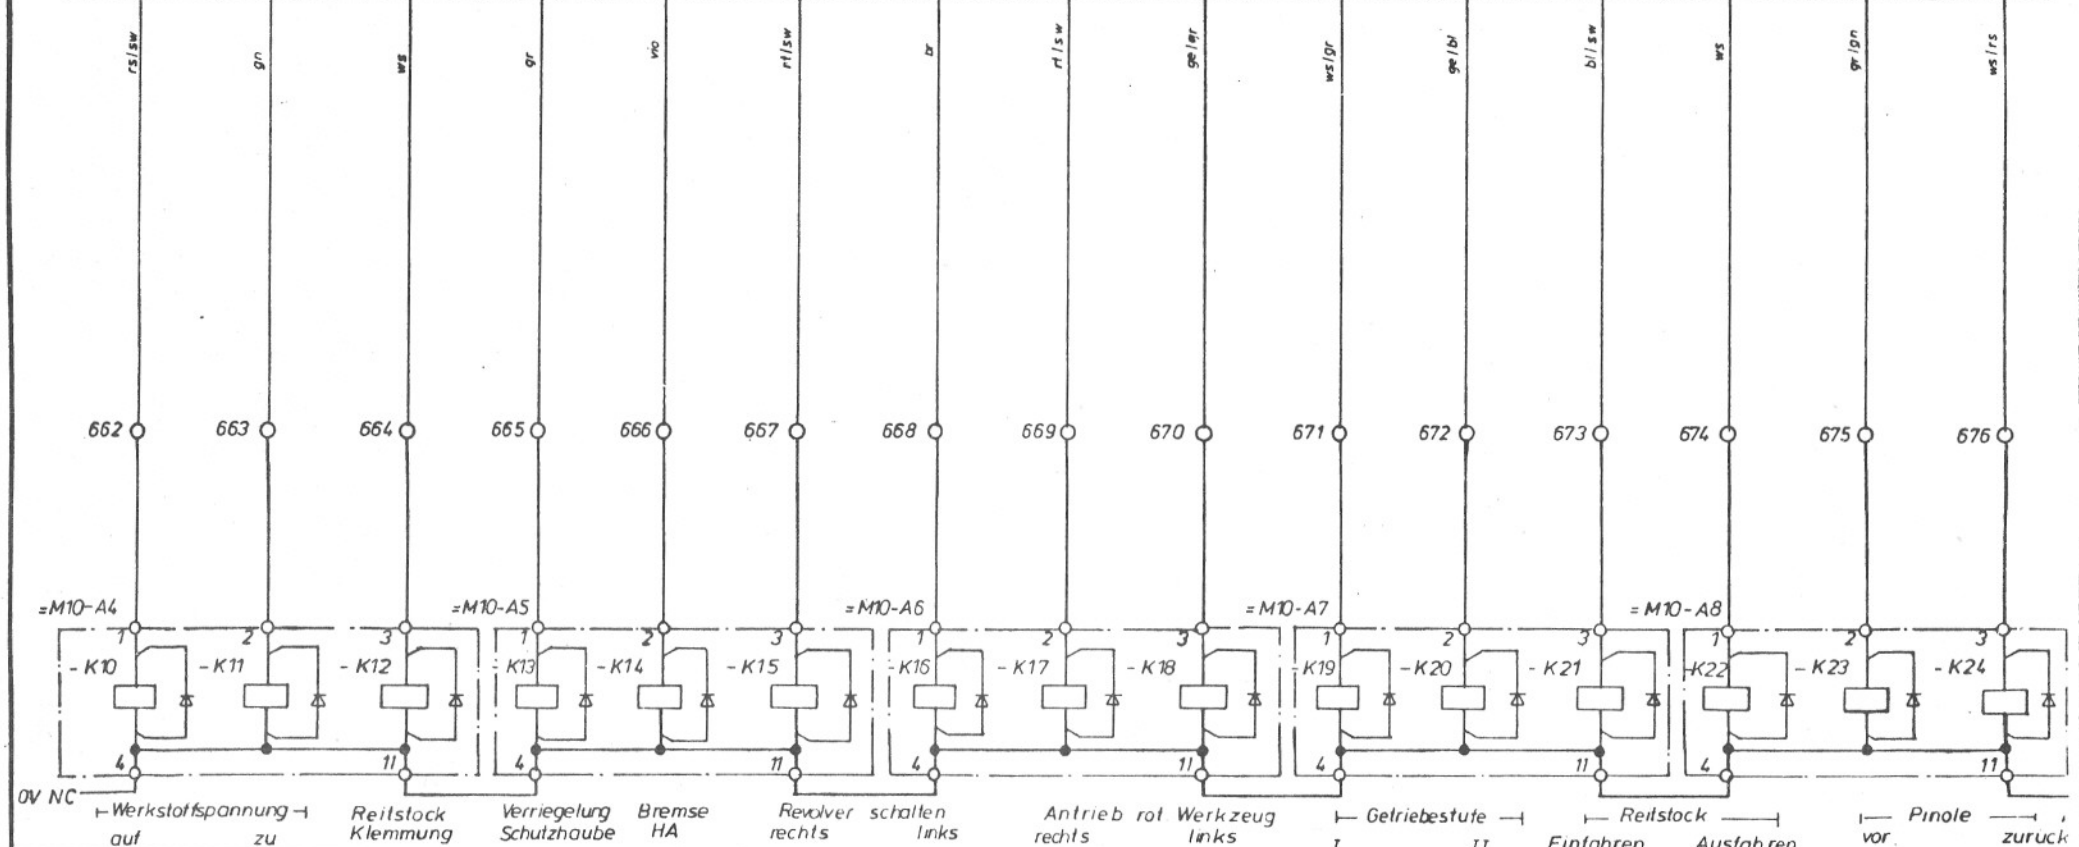 rs/sw gn ws gr vio rt/sw br rt/sw ge/gr ws/gr ge/bl bl/sw ws gr/gn ws/rs
662 663 664 665 666 667 668 669 670 671 672 673 674 675 676
=M10-A4 =M10-A5 =M10-A6 =M10-A7 =M10-A8
1 2 3 1 2 3 1 2 3 1 2 3 1 2 3
-K10 -K11 -K12 -K13 -K14 -K15 -K16 -K17 -K18 -K19 -K20 -K21 -K22 -K23 -K24
4 11 4 11 4 11 4 11 4 11
0V NC
Werkstoffspannung Reitstock Verriegelung Bremse Revolver schalten Antrieb rot Werkzeug Getriebestufe Reitstock Pinole
auf zu Klemmung Schutzhaube HA rechts links rechts links I II Einfahren Ausfahren vor zurück